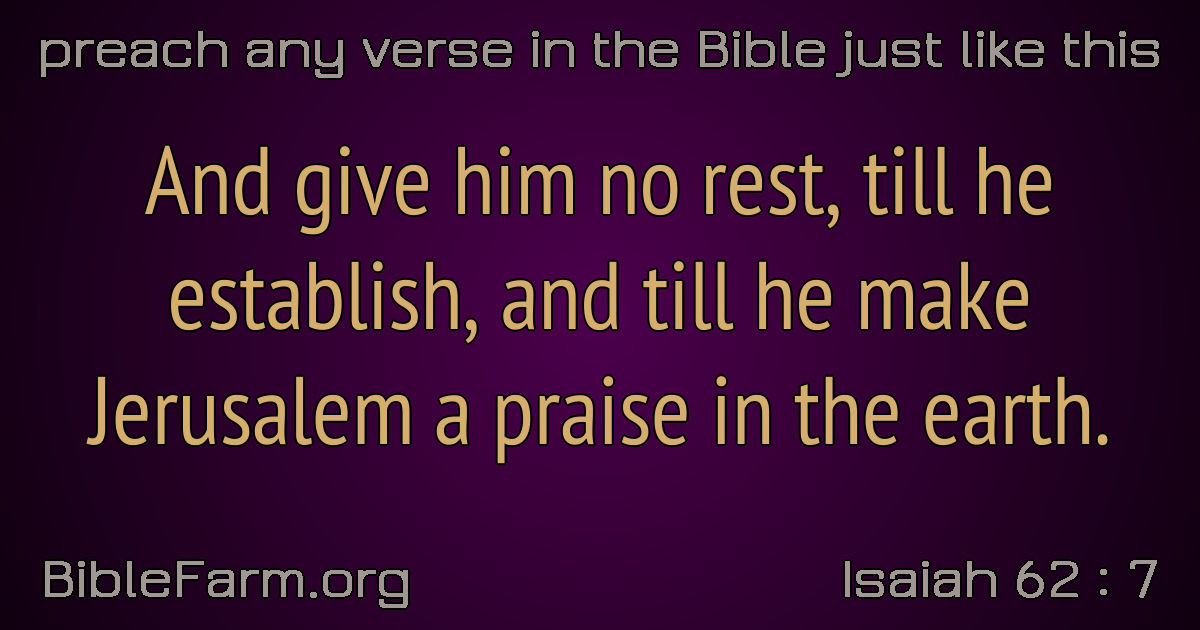 preach any verse in the Bible just like this
And give him no rest, till he
establish, and till he make
Jerusalem a praise in the earth.
BibleFarm.org
Isaiah 62 : 7